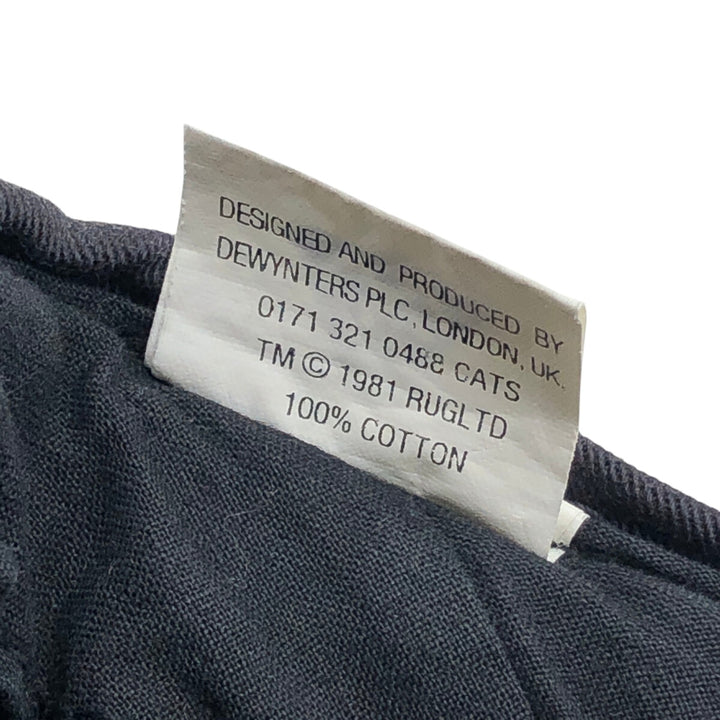 DESIGNED AND PRODUCED BY
DEWYNTERS PLC, LONDON, UK.
0171 321 0488 CATS
TM © 1981 RUGLTD
100% COTTON